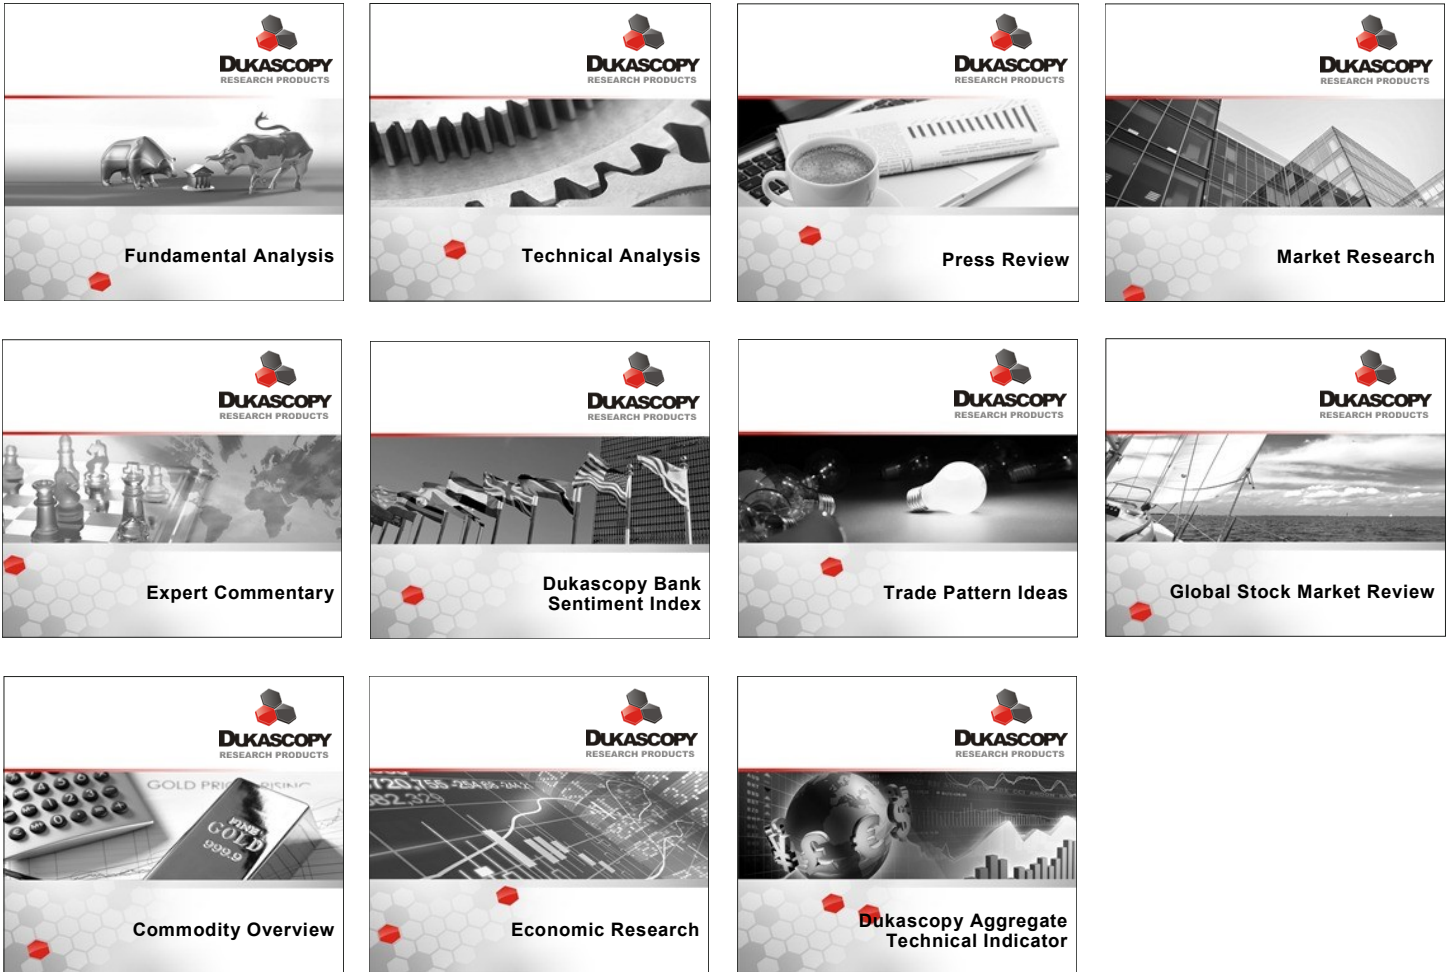 DUKASCOPY
RESEARCH PRODUCTS
Fundamental Analysis
DUKASCOPY
RESEARCH PRODUCTS
Technical Analysis
DUKASCOPY
RESEARCH PRODUCTS
Press Review
DUKASCOPY
RESEARCH PRODUCTS
Market Research
DUKASCOPY
RESEARCH PRODUCTS
Expert Commentary
DUKASCOPY
RESEARCH PRODUCTS
Dukascopy Bank
Sentiment Index
DUKASCOPY
RESEARCH PRODUCTS
Trade Pattern Ideas
DUKASCOPY
RESEARCH PRODUCTS
Global Stock Market Review
DUKASCOPY
RESEARCH PRODUCTS
GOLD
FINE
GOLD
999.9
Commodity Overview
DUKASCOPY
RESEARCH PRODUCTS
Economic Research
DUKASCOPY
RESEARCH PRODUCTS
Dukascopy Aggregate
Technical Indicator